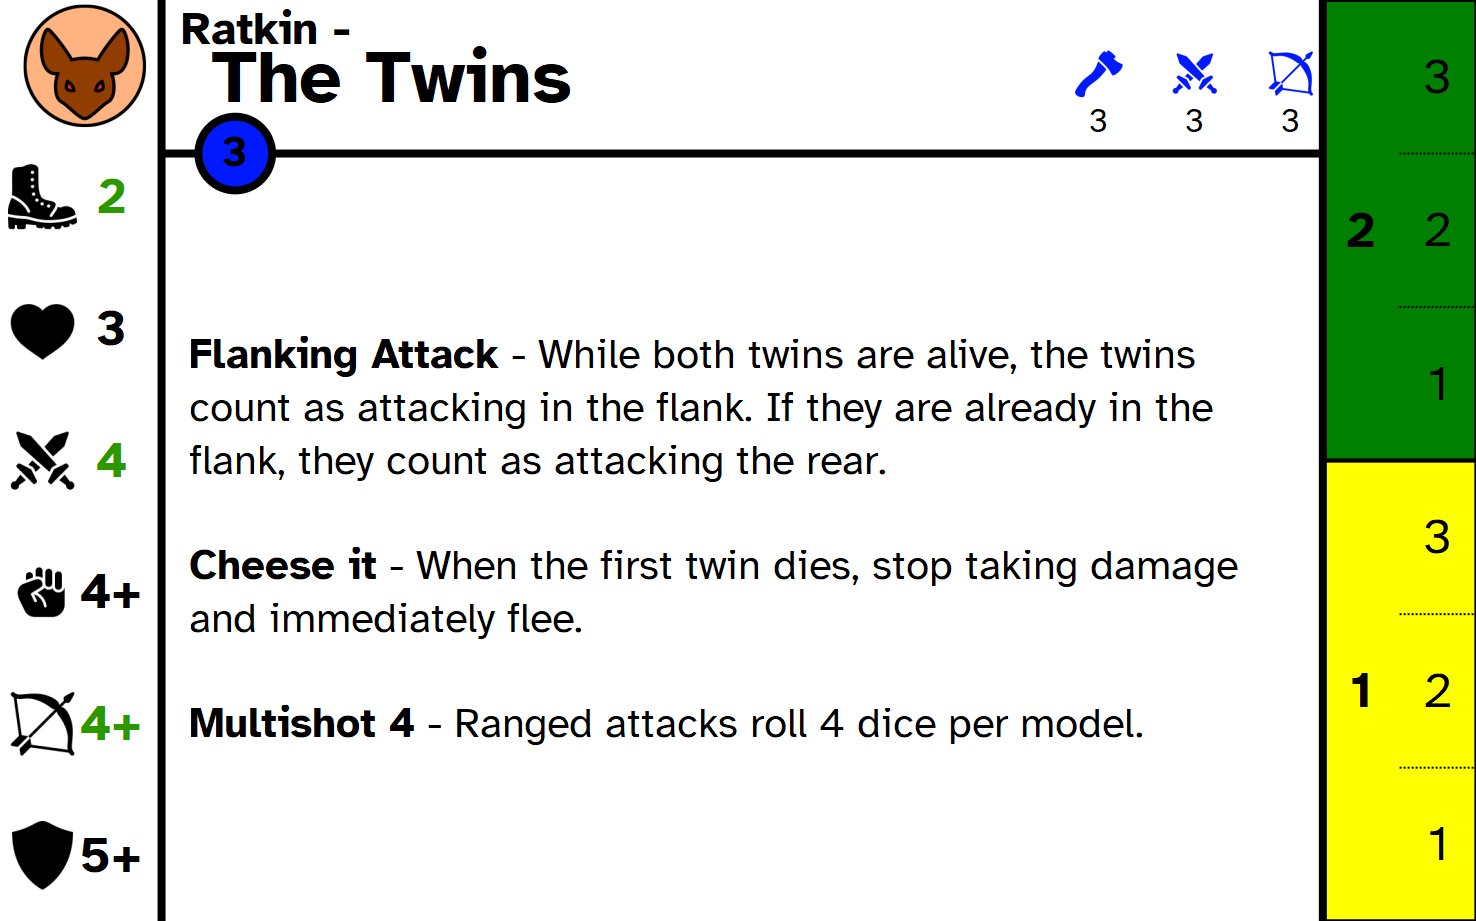 Ratkin -
The Twins
3 3 3
3
2
3
4
4+
4+
5+
Flanking Attack - While both twins are alive, the twins
count as attacking in the flank. If they are already in the
flank, they count as attacking the rear.
Cheese it - When the first twin dies, stop taking damage
and immediately flee.
Multishot 4 - Ranged attacks roll 4 dice per model.
3
2 2
1
3
1 2
1